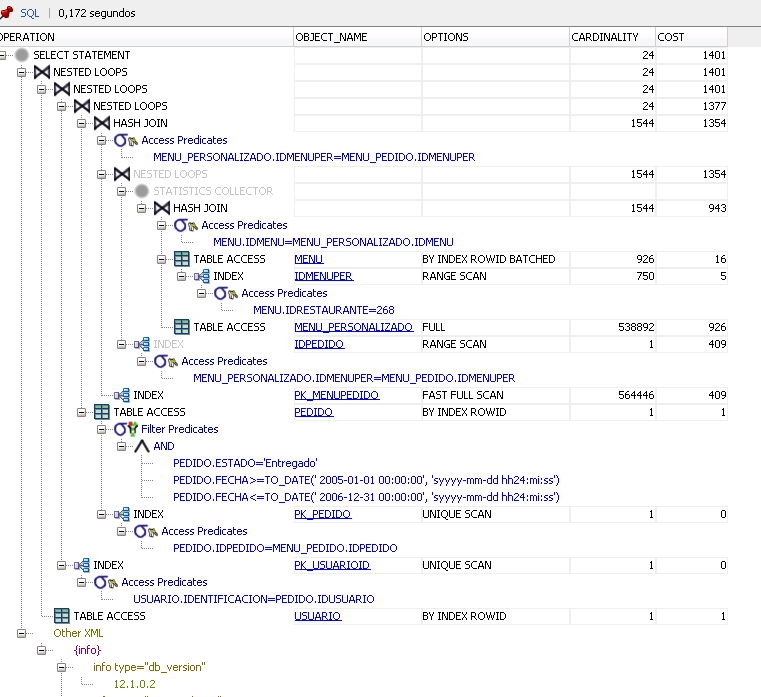 SQL | 0,172 segundos
OPERATION OBJECT_NAME OPTIONS CARDINALITY COST
SELECT STATEMENT 24 1401
NESTED LOOPS 24 1401
NESTED LOOPS 24 1401
NESTED LOOPS 24 1377
HASH JOIN 1544 1354
Access Predicates
MENU_PERSONALIZADO.IDMENUPER=MENU_PEDIDO.IDMENUPER
NESTED LOOPS 1544 1354
STATISTICS COLLECTOR
HASH JOIN 1544 943
Access Predicates
MENU.IDMENU=MENU_PERSONALIZADO.IDMENU
TABLE ACCESS MENU BY INDEX ROWID BATCHED 926 16
INDEX IDMENUPER RANGE SCAN 750 5
Access Predicates
MENU.IDRESTAURANTE=268
TABLE ACCESS MENU_PERSONALIZADO FULL 538892 926
INDEX IDPEDIDO RANGE SCAN 1 409
Access Predicates
MENU_PERSONALIZADO.IDMENUPER=MENU_PEDIDO.IDMENUPER
INDEX PK_MENUPEDIDO FAST FULL SCAN 564446 409
TABLE ACCESS PEDIDO BY INDEX ROWID 1 1
Filter Predicates
AND
PEDIDO.ESTADO='Entregado'
PEDIDO.FECHA>=TO_DATE(' 2005-01-01 00:00:00', 'syyyy-mm-dd hh24:mi:ss')
PEDIDO.FECHA<=TO_DATE(' 2006-12-31 00:00:00', 'syyyy-mm-dd hh24:mi:ss')
INDEX PK_PEDIDO UNIQUE SCAN 1 0
Access Predicates
PEDIDO.IDPEDIDO=MENU_PEDIDO.IDPEDIDO
INDEX PK_USUARIOID UNIQUE SCAN 1 0
Access Predicates
USUARIO.IDENTIFICACION=PEDIDO.IDUSUARIO
TABLE ACCESS USUARIO BY INDEX ROWID 1 1
Other XML
{info}
info type="db_version"
12.1.0.2